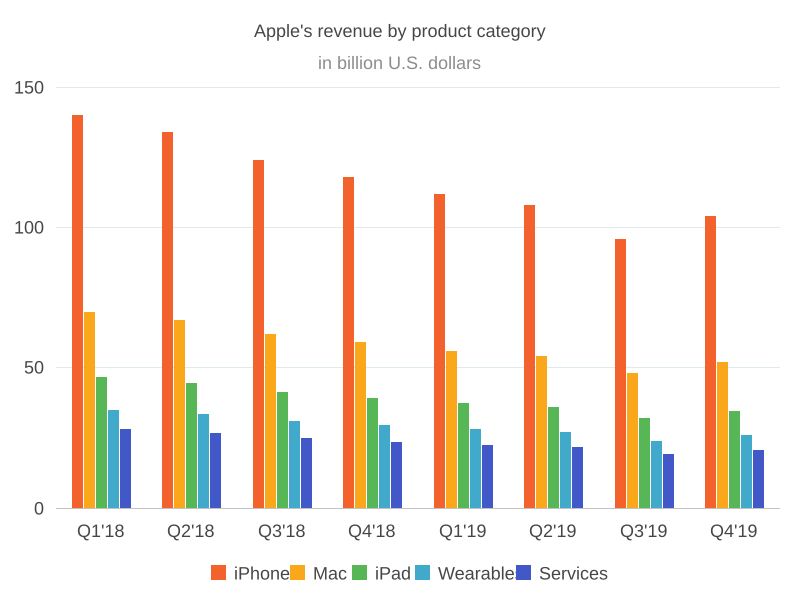 Apple's revenue by product category
in billion U.S. dollars
150
100
50
0
Q1'18 Q2'18 Q3'18 Q4'18 Q1'19 Q2'19 Q3'19 Q4'19
iPhone Mac iPad Wearables Services